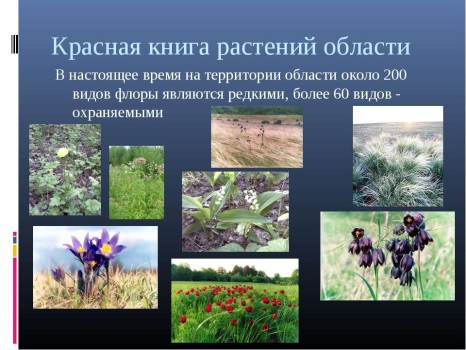 Красная книга растений области
В настоящее время на территории области около 200
видов флоры являются редкими, более 60 видов -
охраняемыми